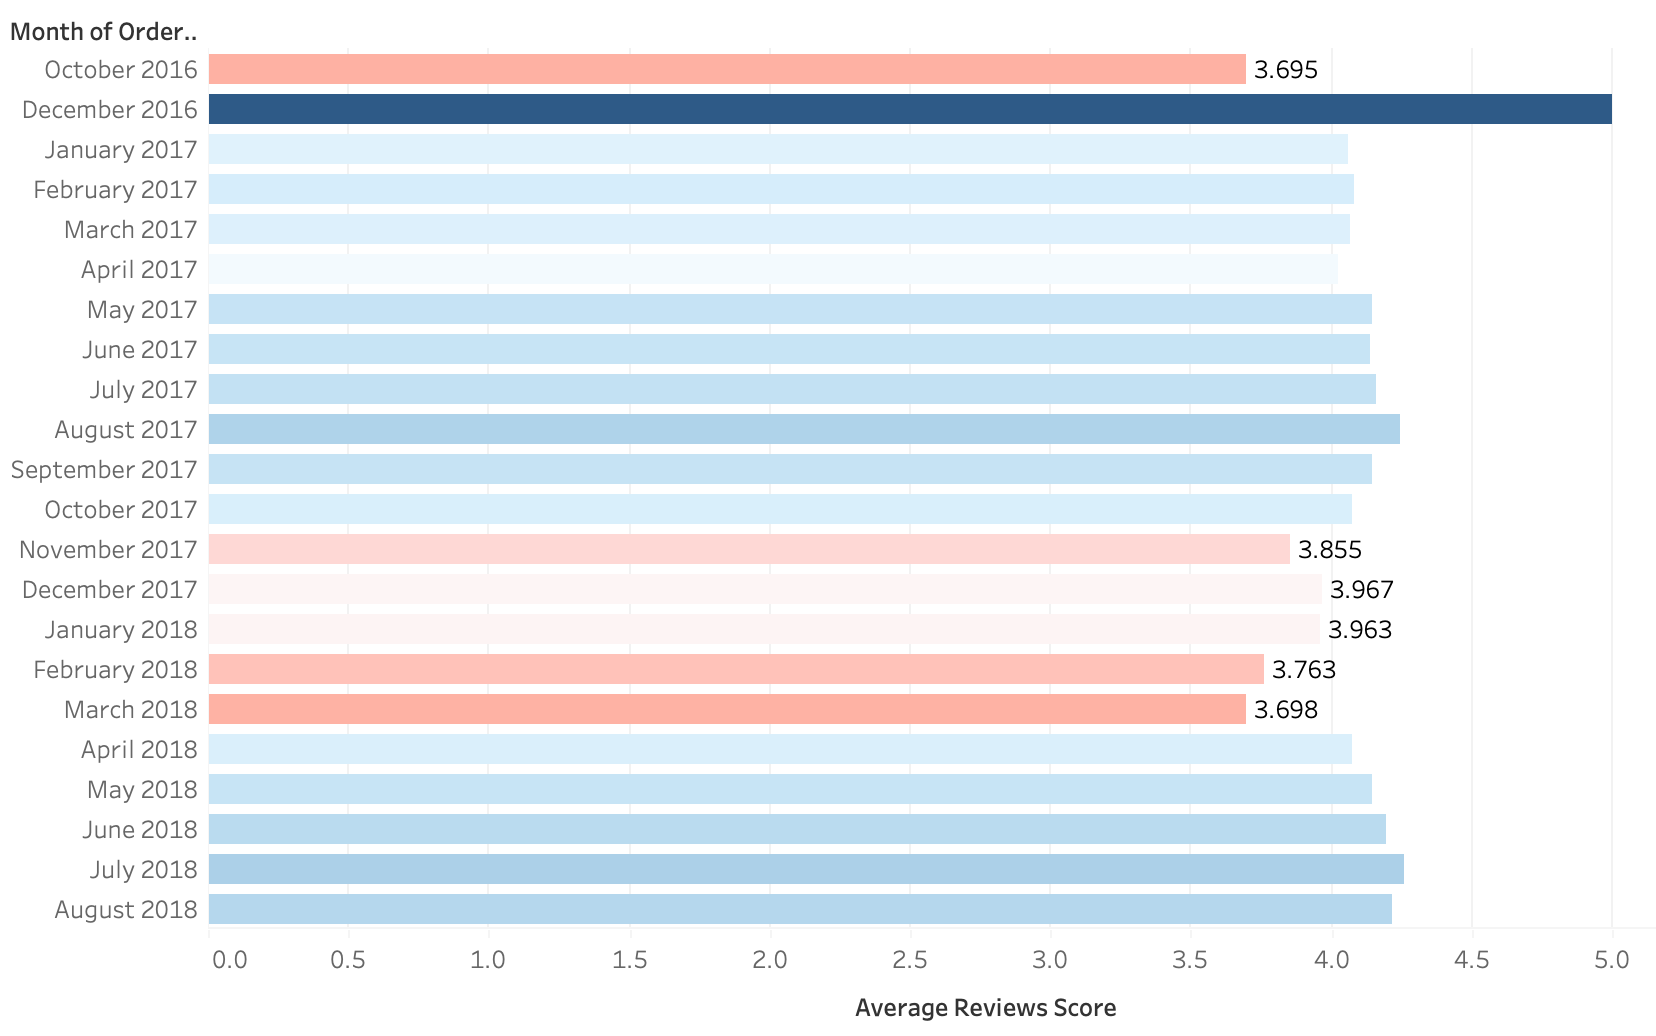 Month of Order..
October 2016 3.695
December 2016
January 2017
February 2017
March 2017
April 2017
May 2017
June 2017
July 2017
August 2017
September 2017
October 2017
November 2017 3.855
December 2017 3.967
January 2018 3.963
February 2018 3.763
March 2018 3.698
April 2018
May 2018
June 2018
July 2018
August 2018
0.0 0.5 1.0 1.5 2.0 2.5 3.0 3.5 4.0 4.5 5.0
Average Reviews Score